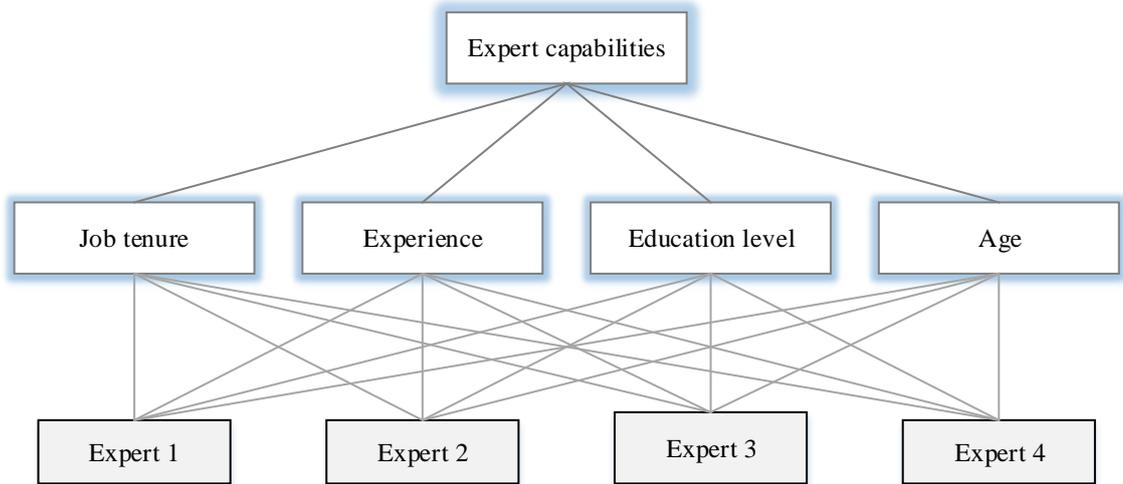 Expert capabilities
Job tenure
Experience
Education level
Age
Expert 1
Expert 2
Expert 3
Expert 4